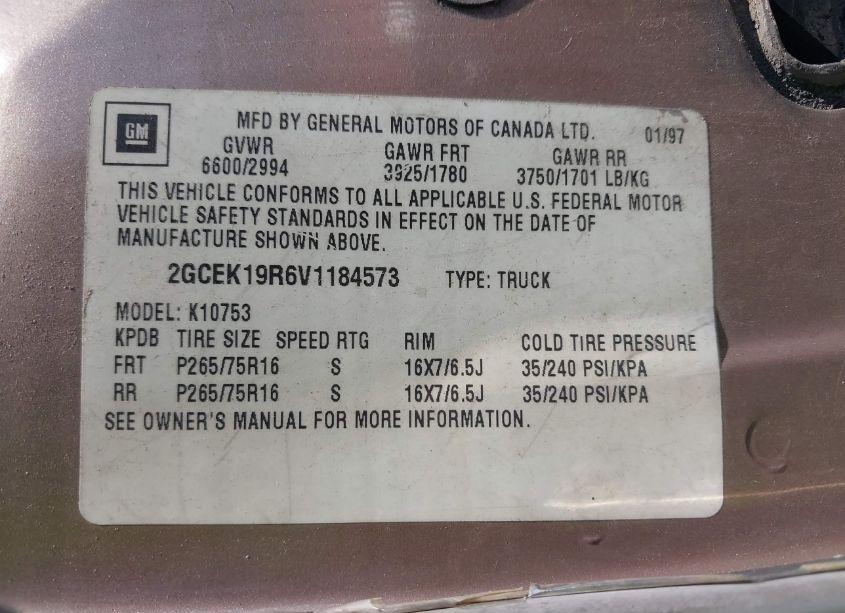 GM
MFD BY GENERAL MOTORS OF CANADA LTD. 01/97
GVWR GAWR FRT GAWR RR
6600/2994 3925/1780 3750/1701 LB/KG
THIS VEHICLE CONFORMS TO ALL APPLICABLE U.S. FEDERAL MOTOR
VEHICLE SAFETY STANDARDS IN EFFECT ON THE DATE OF
MANUFACTURE SHOWN ABOVE.
2GCEK19R6V1184573 TYPE: TRUCK
MODEL: K10753
KPDB TIRE SIZE SPEED RTG RIM COLD TIRE PRESSURE
FRT P265/75R16 S 16X7/6.5J 35/240 PSI/KPA
RR P265/75R16 S 16X7/6.5J 35/240 PSI/KPA
SEE OWNER'S MANUAL FOR MORE INFORMATION.